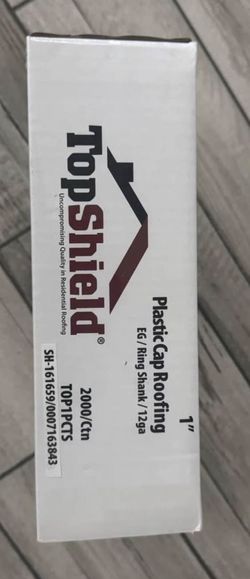 TopShield®
Uncompromising Quality in Residential Roofing
1"
Plastic Cap Roofing
EG / Ring Shank / 12ga
2000/Ctn
TOP1PCTS
SH-161659/0007163843